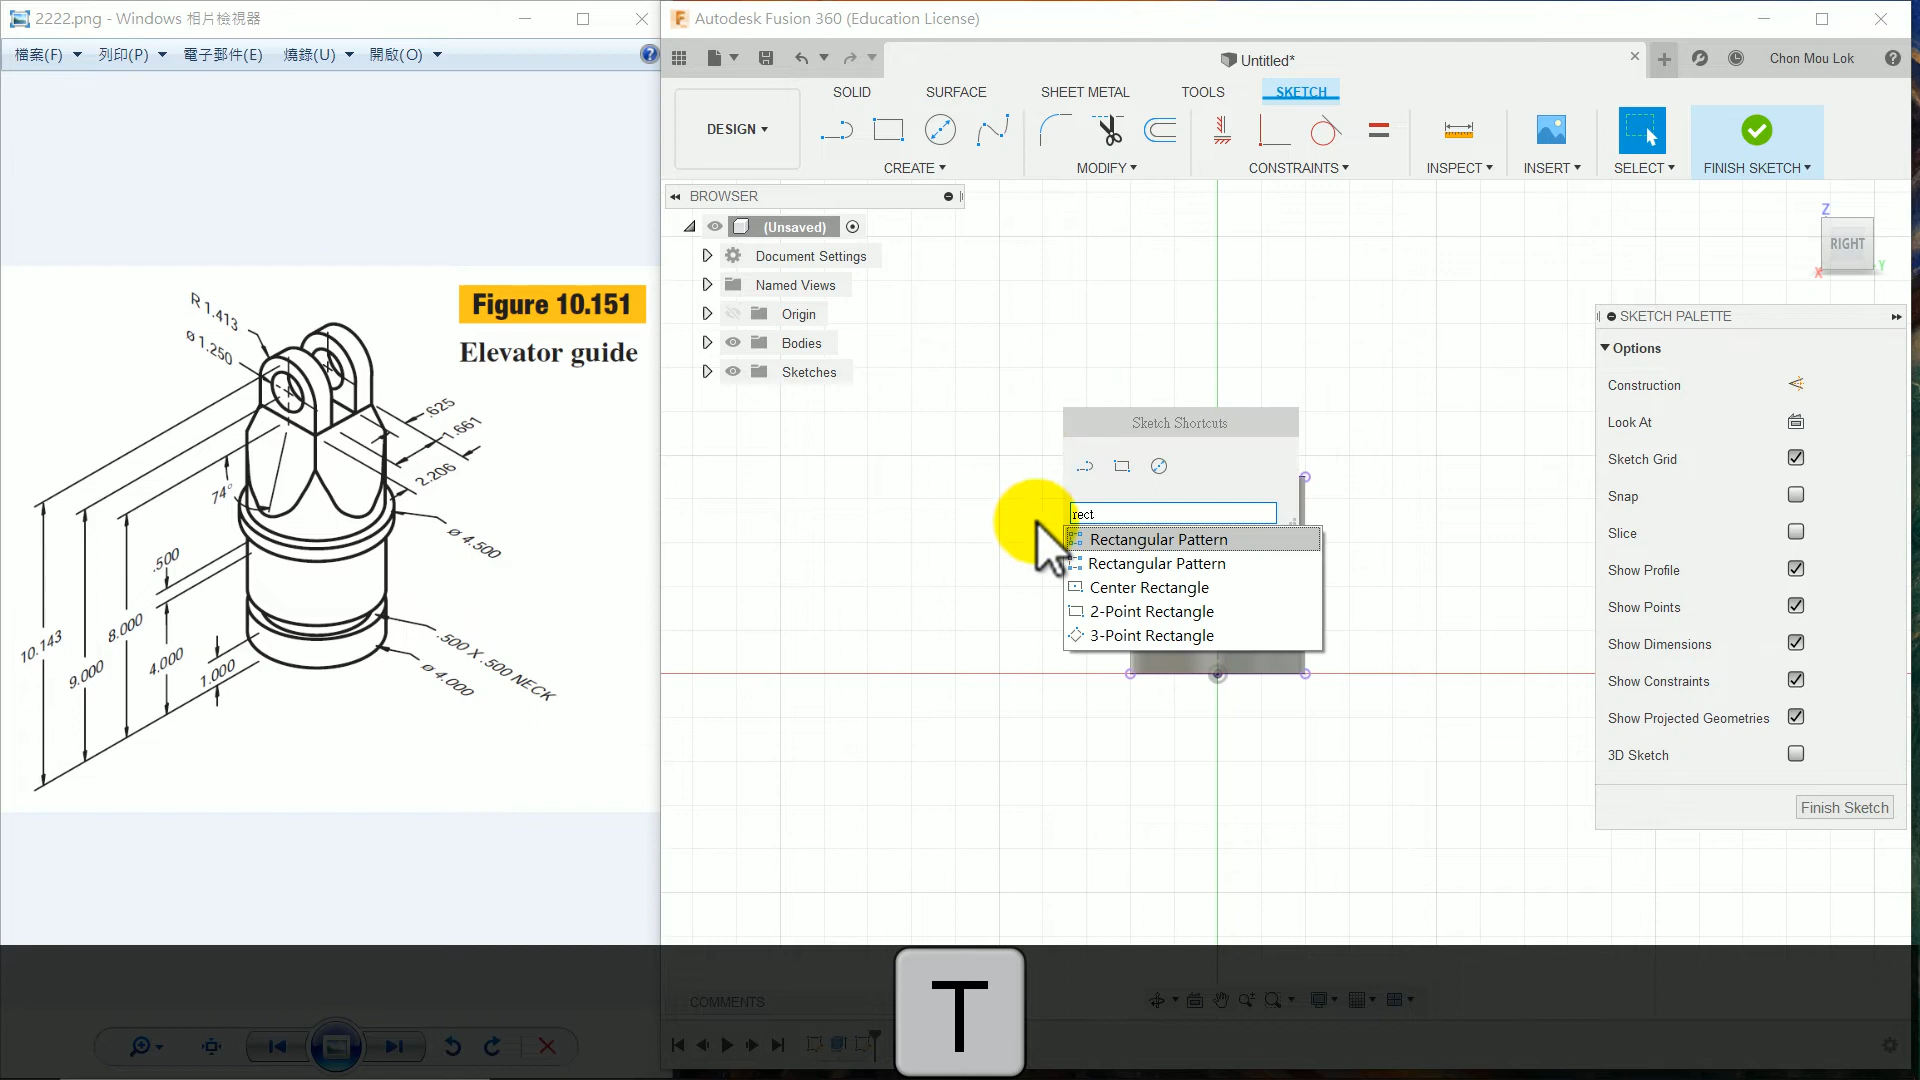 2222.png - Windows 相片檢視器
檔案(F) 列印(P) 電子郵件(E) 燒錄(U) 開啟(O)
Figure 10.151
Elevator guide
R 1.413
⌀ 1.250
.625
1.661
2.206
74°
⌀ 4.500
.500
10.143
9.000
8.000
4.000
1.000
.500 X .500 NECK
⌀ 4.000
Autodesk Fusion 360 (Education License)
Untitled*
Chon Mou Lok
SOLID SURFACE SHEET METAL TOOLS SKETCH
DESIGN
CREATE MODIFY CONSTRAINTS INSPECT INSERT SELECT FINISH SKETCH
BROWSER
(Unsaved)
Document Settings
Named Views
Origin
Bodies
Sketches
Z
RIGHT
X
Y
Sketch Shortcuts
rect
Rectangular Pattern
Rectangular Pattern
Center Rectangle
2-Point Rectangle
3-Point Rectangle
SKETCH PALETTE
Options
Construction
Look At
Sketch Grid
Snap
Slice
Show Profile
Show Points
Show Dimensions
Show Constraints
Show Projected Geometries
3D Sketch
Finish Sketch
COMMENTS
T